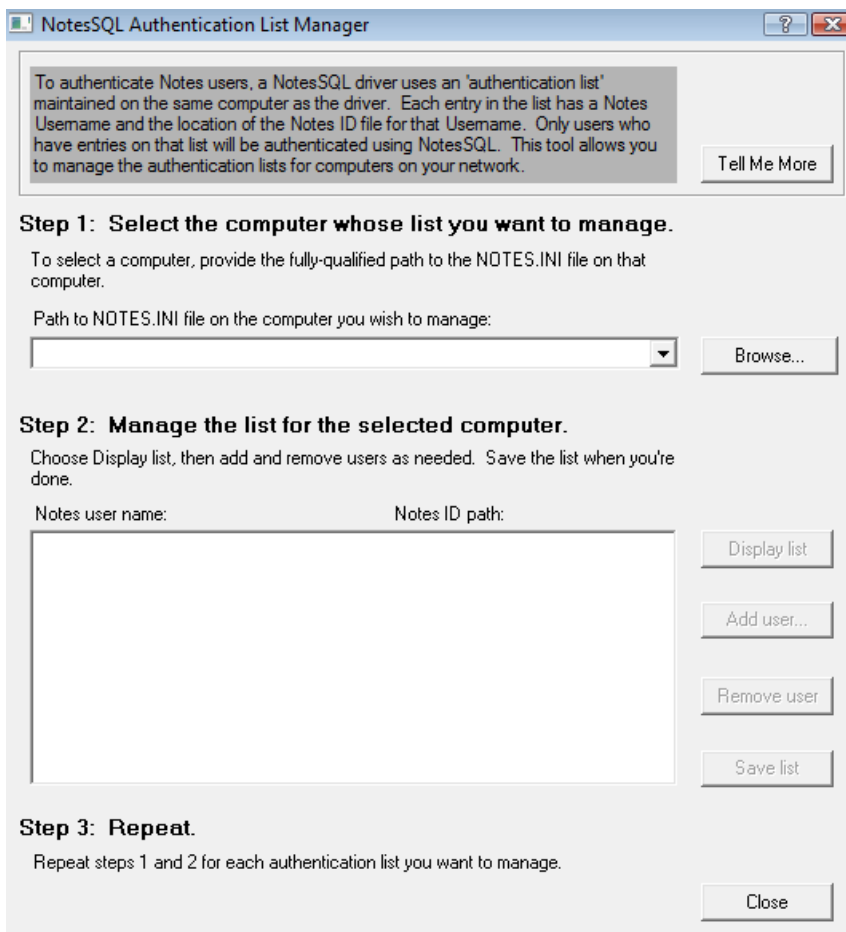 NotesSQL Authentication List Manager
To authenticate Notes users, a NotesSQL driver uses an 'authentication list'
maintained on the same computer as the driver.  Each entry in the list has a Notes
Username and the location of the Notes ID file for that Username.  Only users who
have entries on that list will be authenticated using NotesSQL.  This tool allows you
to manage the authentication lists for computers on your network.
Tell Me More
Step 1:  Select the computer whose list you want to manage.
To select a computer, provide the fully-qualified path to the NOTES.INI file on that
computer.
Path to NOTES.INI file on the computer you wish to manage:
Browse...
Step 2:  Manage the list for the selected computer.
Choose Display list, then add and remove users as needed.  Save the list when you're
done.
Notes user name:
Notes ID path:
Display list
Add user...
Remove user
Save list
Step 3:  Repeat.
Repeat steps 1 and 2 for each authentication list you want to manage.
Close